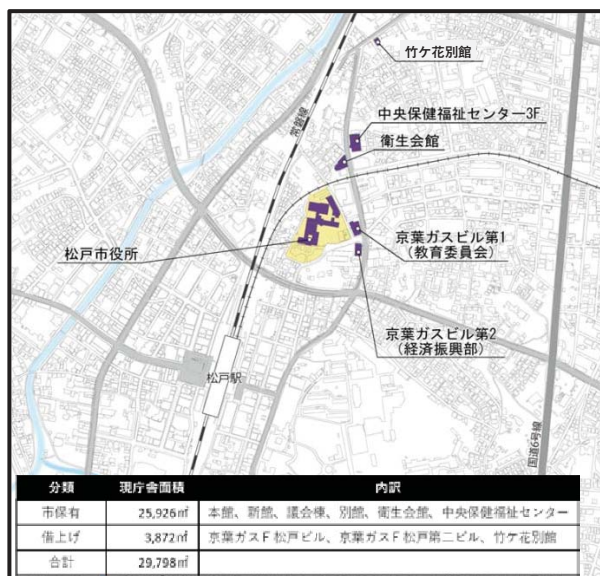 竹ケ花別館
中央保健福祉センター3F
衛生会館
常磐線
松戸市役所
京葉ガスビル第1
(教育委員会)
京葉ガスビル第2
(経済振興部)
松戸駅
国道6号線
分類 現庁舎面積 内訳
市保有 25,926㎡ 本館、新館、議会棟、別館、衛生会館、中央保健福祉センター
借上げ 3,872㎡ 京葉ガスF松戸ビル、京葉ガスF松戸第二ビル、竹ケ花別館
合計 29,798㎡